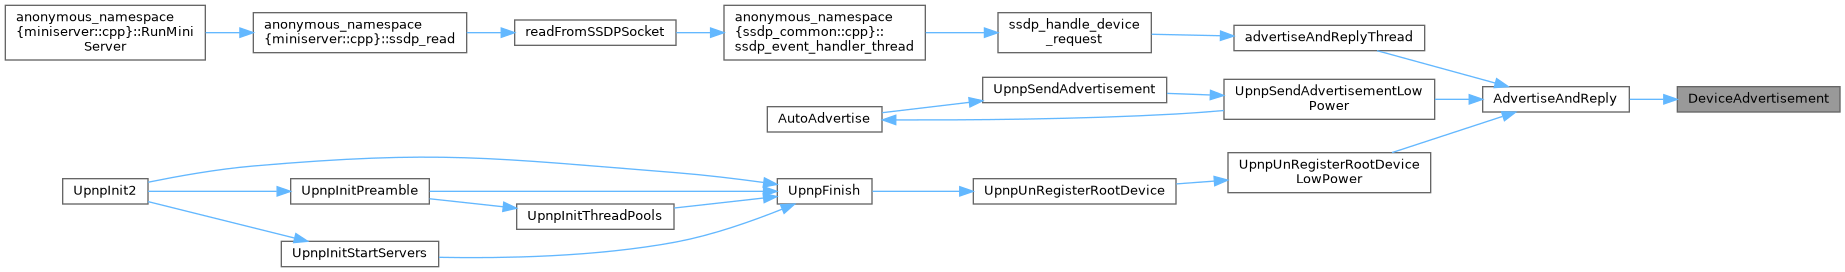 anonymous_namespace
{miniserver::cpp}::RunMini
Server
anonymous_namespace
{miniserver::cpp}::ssdp_read
readFromSSDPSocket
anonymous_namespace
{ssdp_common::cpp}::
ssdp_event_handler_thread
ssdp_handle_device
_request
advertiseAndReplyThread
AutoAdvertise
UpnpSendAdvertisement
UpnpSendAdvertisementLow
Power
AdvertiseAndReply
DeviceAdvertisement
UpnpInit2
UpnpInitPreamble
UpnpInitThreadPools
UpnpInitStartServers
UpnpFinish
UpnpUnRegisterRootDevice
UpnpUnRegisterRootDevice
LowPower